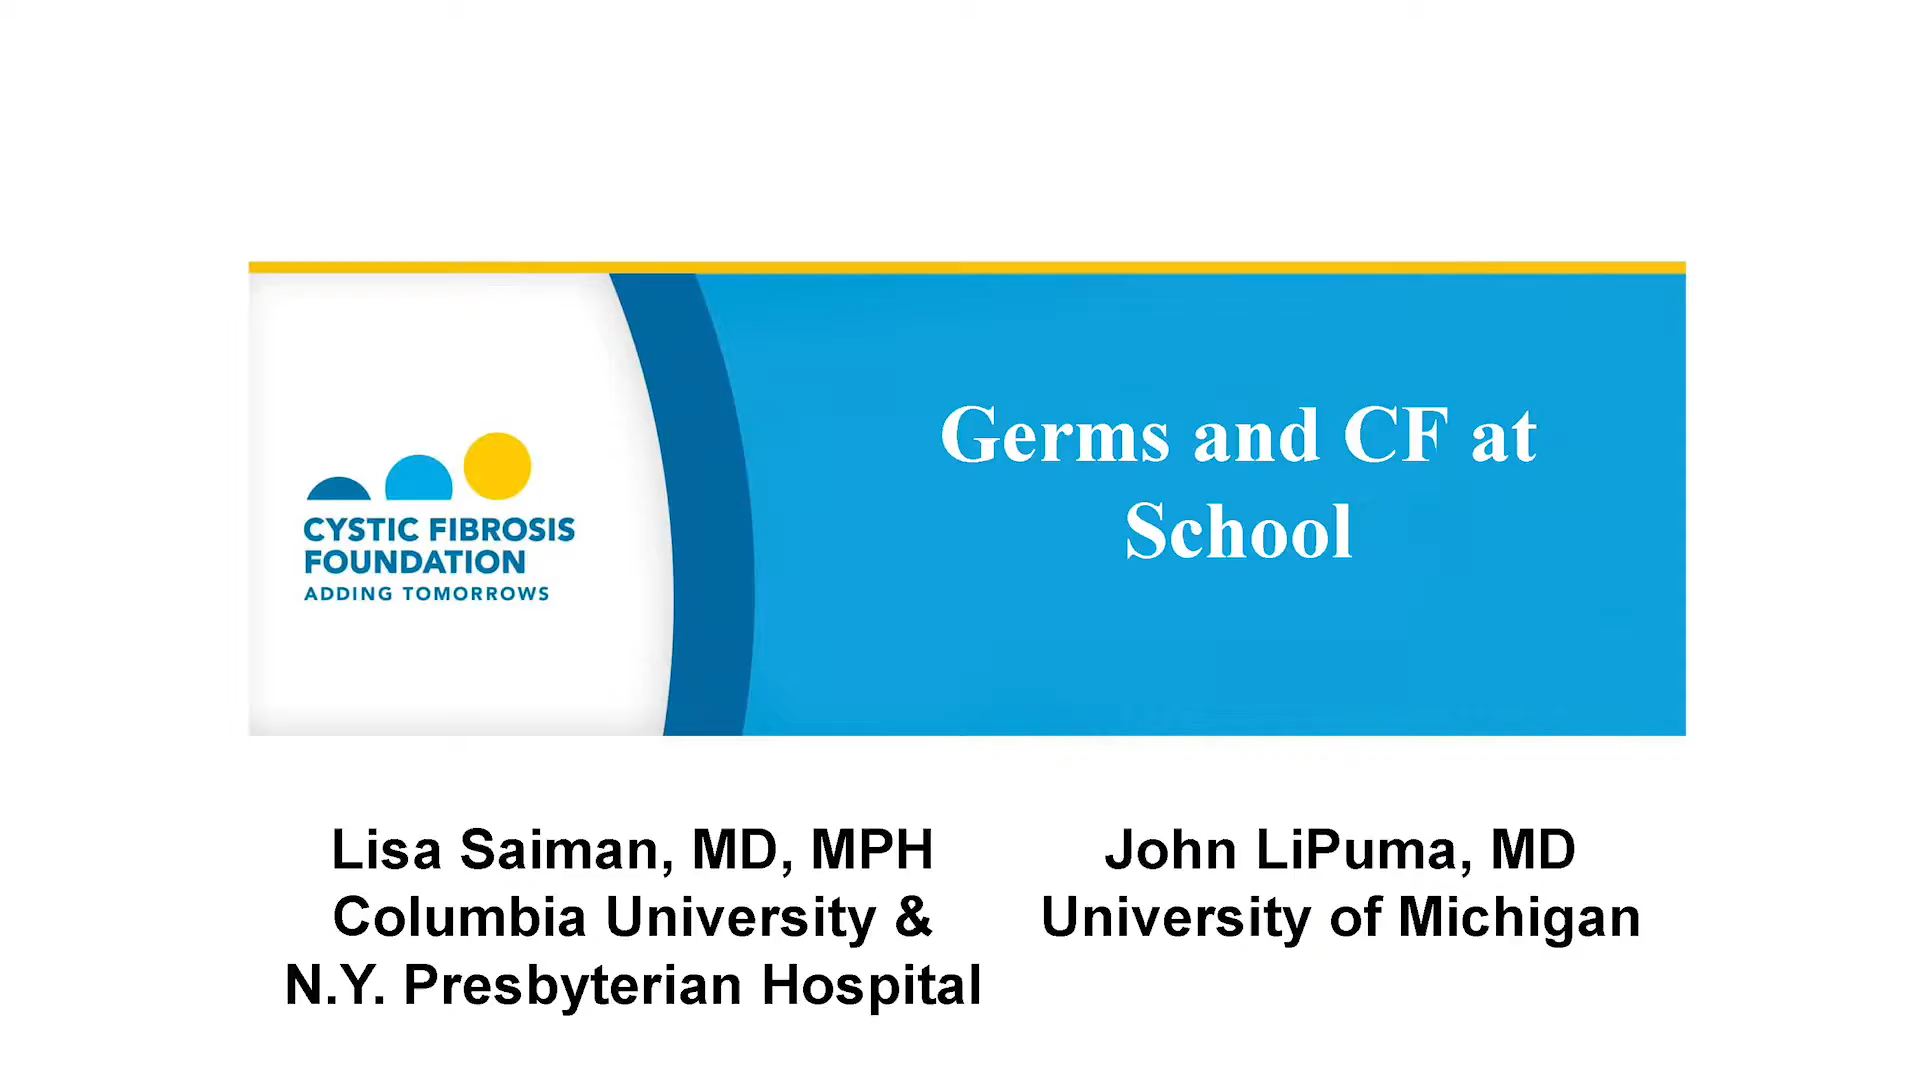 CYSTIC FIBROSIS
FOUNDATION
ADDING TOMORROWS
Germs and CF at
School
Lisa Saiman, MD, MPH
Columbia University &
N.Y. Presbyterian Hospital
John LiPuma, MD
University of Michigan